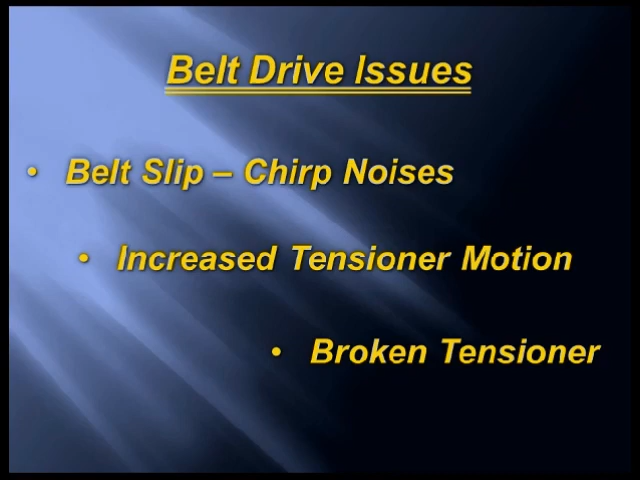 Belt Drive Issues
• Belt Slip – Chirp Noises
• Increased Tensioner Motion
• Broken Tensioner